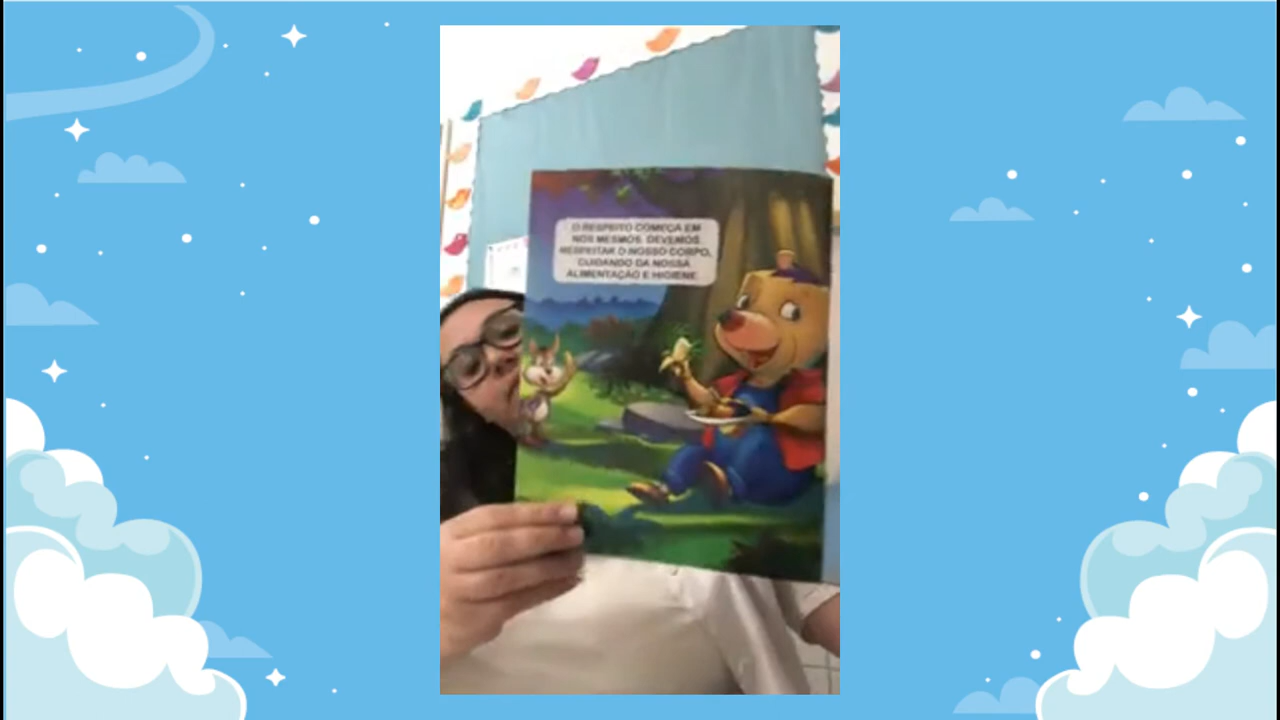 O RESPEITO COMEÇA EM
NÓS MESMOS. DEVEMOS
RESPEITAR O NOSSO CORPO,
CUIDANDO DA NOSSA
ALIMENTAÇÃO E HIGIENE.